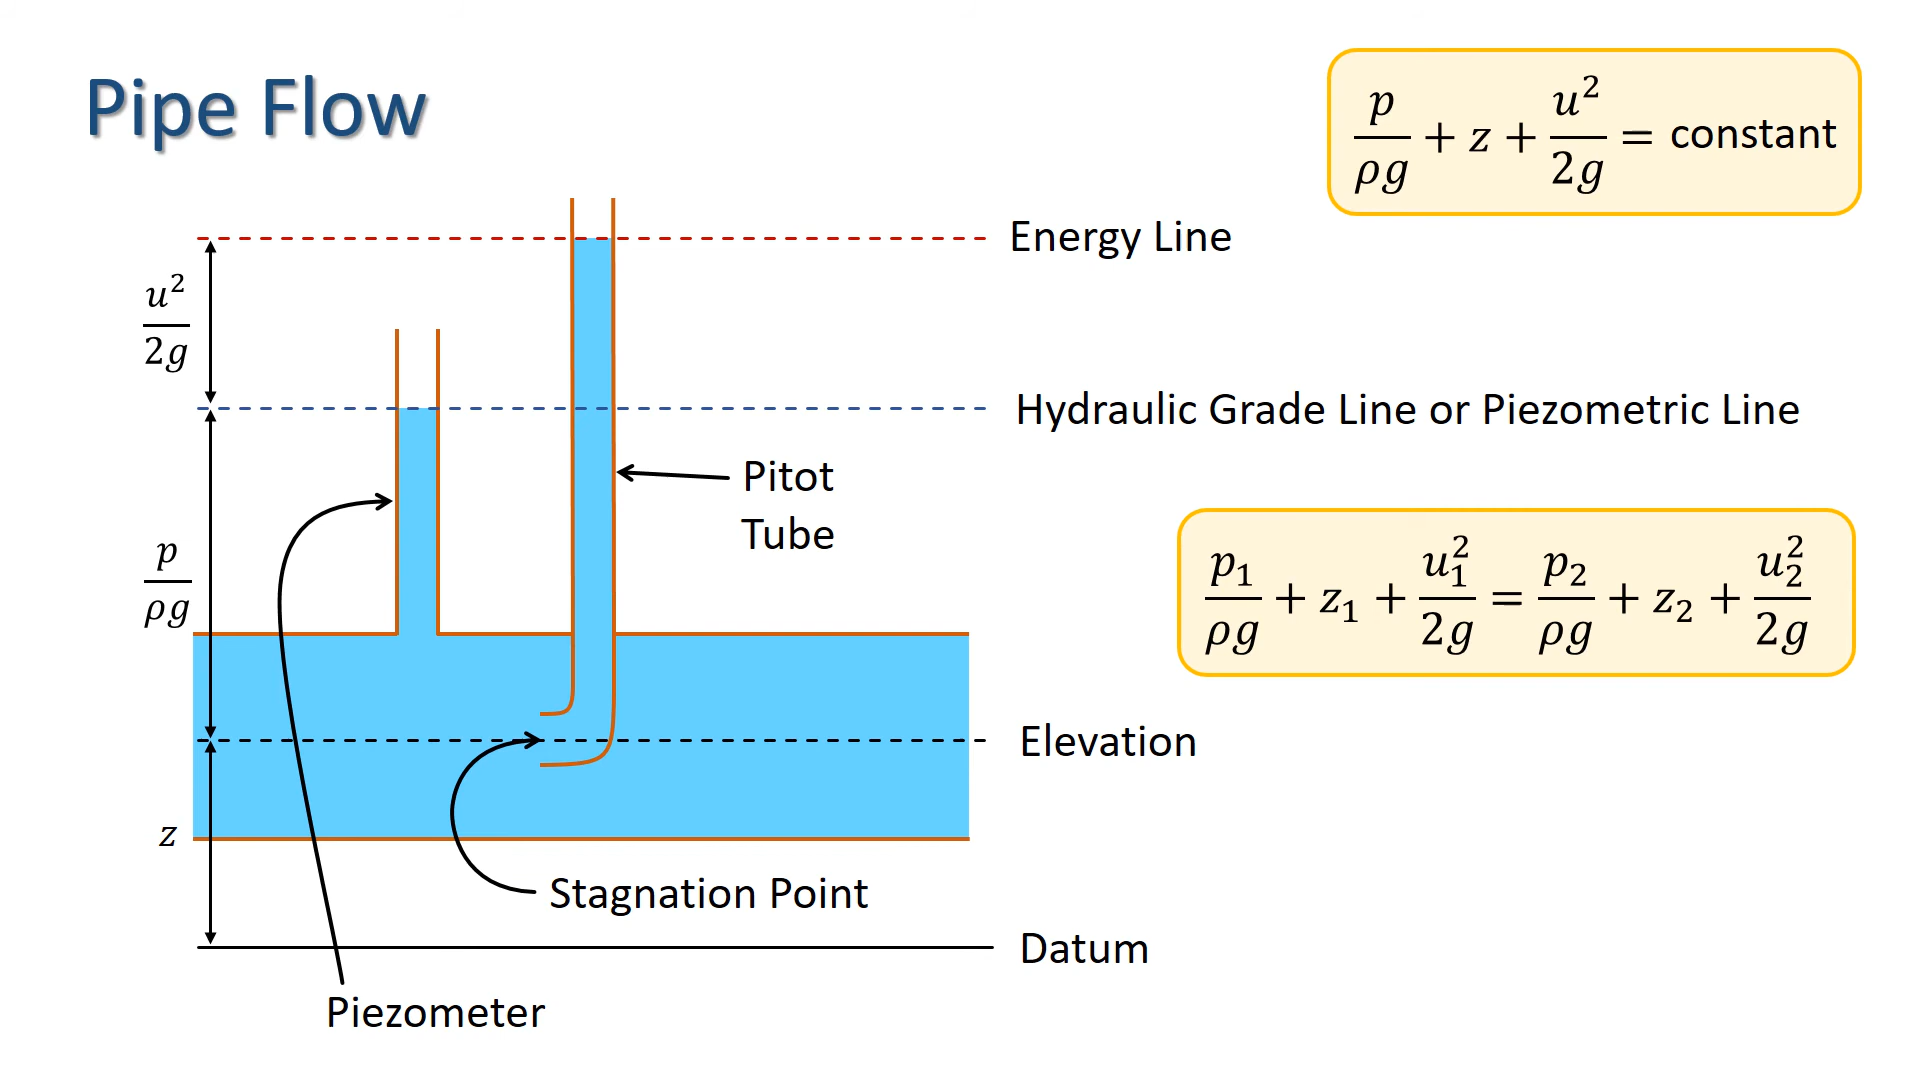 Pipe Flow
p/ρg + z + u²/2g = constant
Energy Line
u²/2g
Hydraulic Grade Line or Piezometric Line
Pitot
Tube
p/ρg
p₁/ρg + z₁ + u₁²/2g = p₂/ρg + z₂ + u₂²/2g
Elevation
z
Stagnation Point
Datum
Piezometer